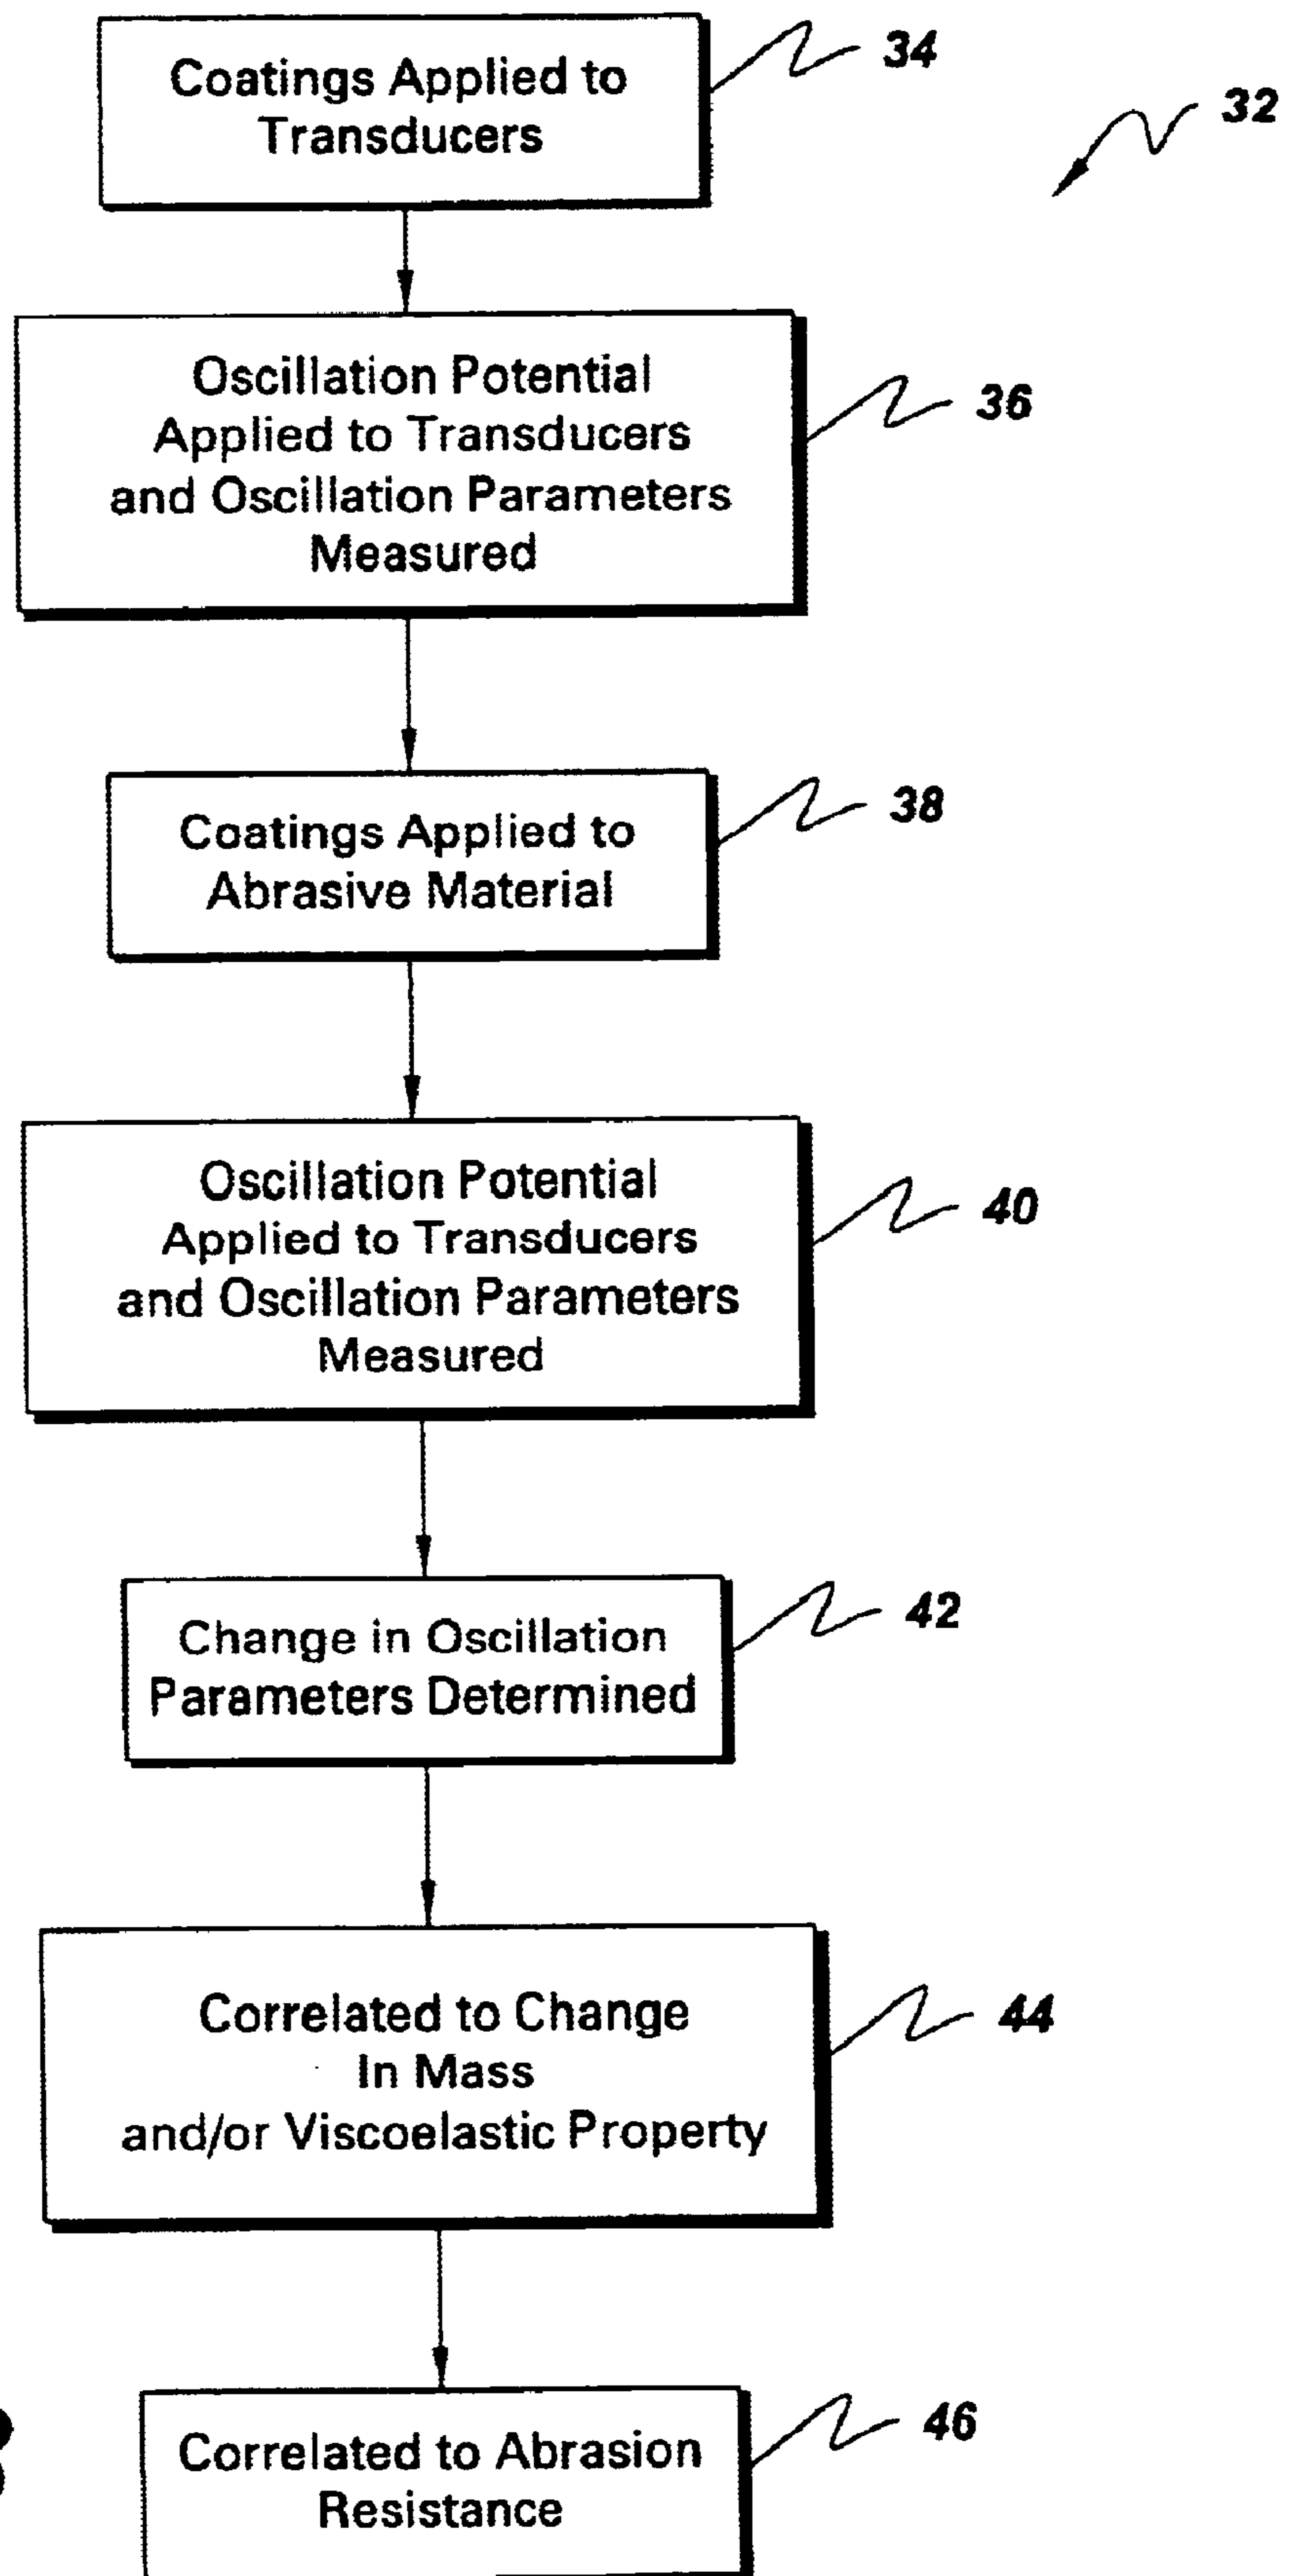 Coatings Applied to
Transducers
34
32
Oscillation Potential
Applied to Transducers
and Oscillation Parameters
Measured
36
Coatings Applied to
Abrasive Material
38
Oscillation Potential
Applied to Transducers
and Oscillation Parameters
Measured
40
Change in Oscillation
Parameters Determined
42
Correlated to Change
In Mass
and/or Viscoelastic Property
44
Correlated to Abrasion
Resistance
46